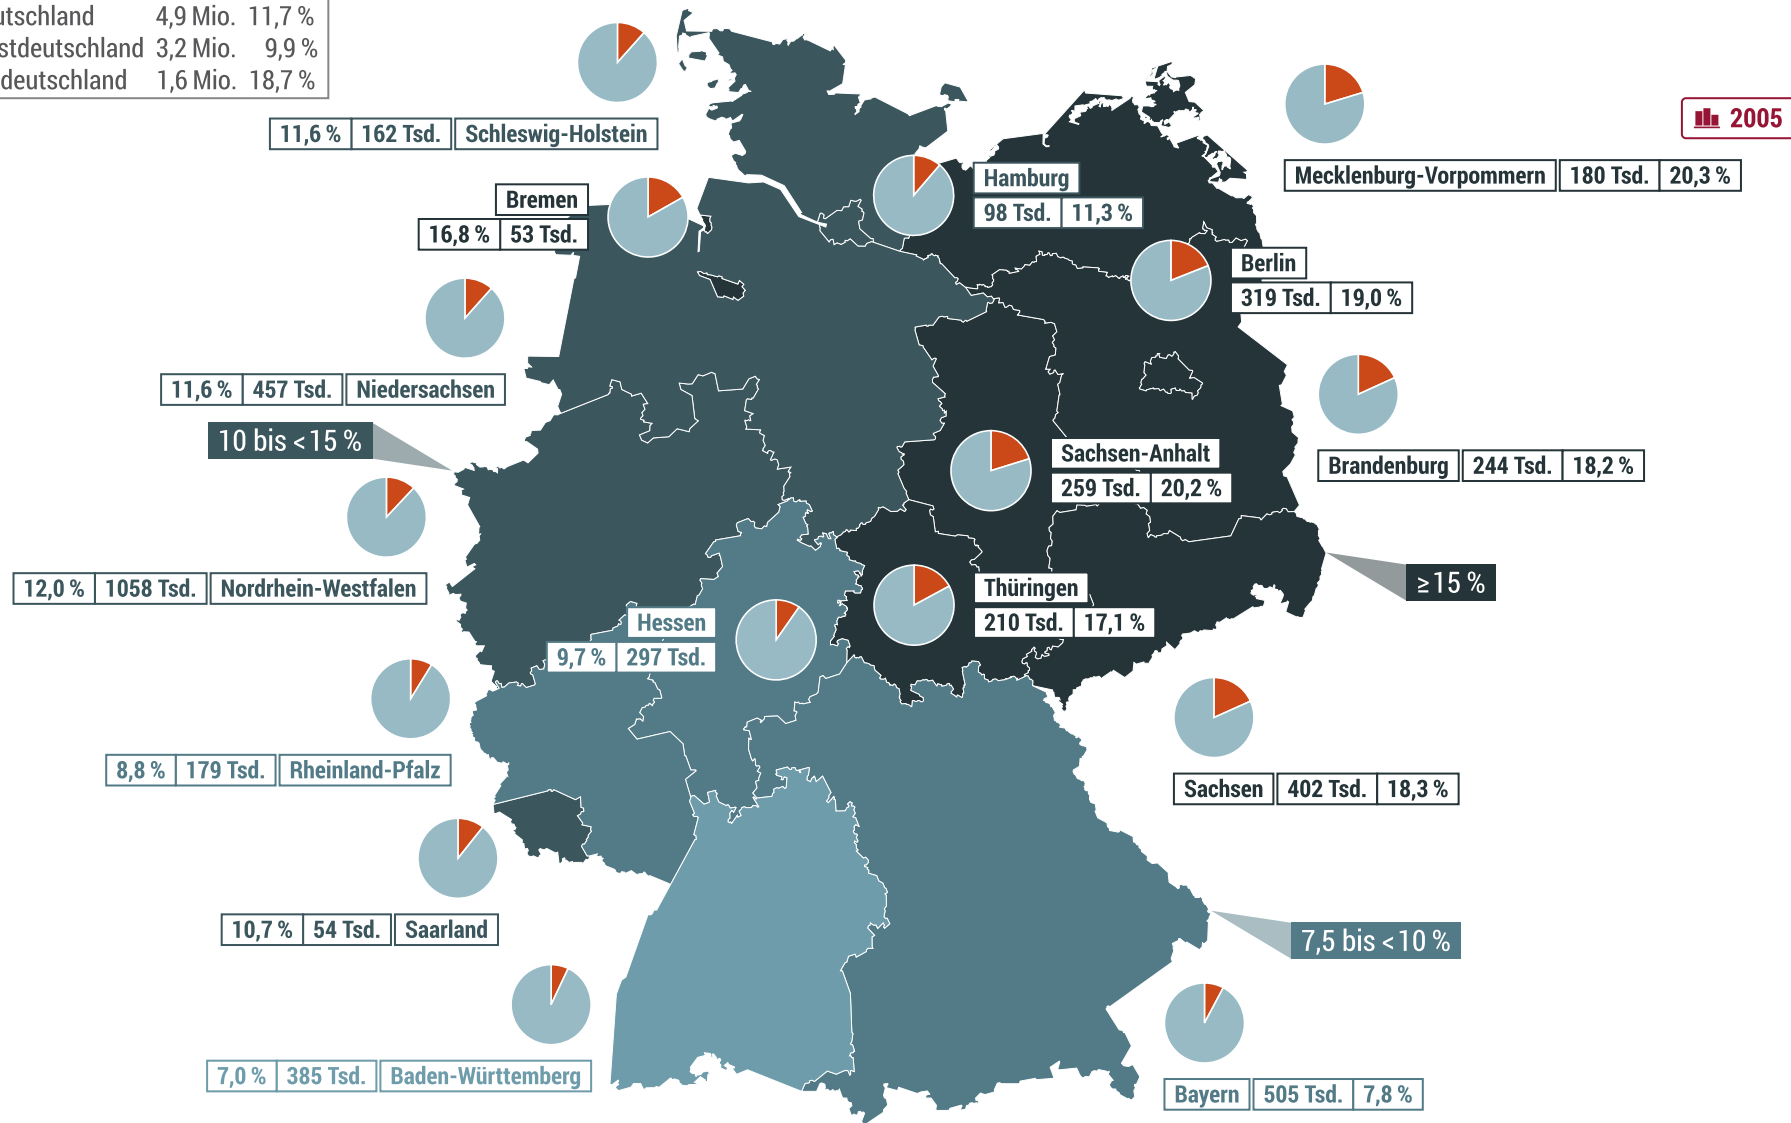 utschland 4,9 Mio. 11,7 %
stdeutschland 3,2 Mio. 9,9 %
deutschland 1,6 Mio. 18,7 %
2005
11,6 % 162 Tsd. Schleswig-Holstein
Mecklenburg-Vorpommern 180 Tsd. 20,3 %
Hamburg
98 Tsd. 11,3 %
Bremen
16,8 % 53 Tsd.
Berlin
319 Tsd. 19,0 %
11,6 % 457 Tsd. Niedersachsen
10 bis <15 %
Sachsen-Anhalt
259 Tsd. 20,2 %
Brandenburg 244 Tsd. 18,2 %
12,0 % 1058 Tsd. Nordrhein-Westfalen
Thüringen
210 Tsd. 17,1 %
≥15 %
Hessen
9,7 % 297 Tsd.
8,8 % 179 Tsd. Rheinland-Pfalz
Sachsen 402 Tsd. 18,3 %
10,7 % 54 Tsd. Saarland
7,5 bis <10 %
7,0 % 385 Tsd. Baden-Württemberg
Bayern 505 Tsd. 7,8 %